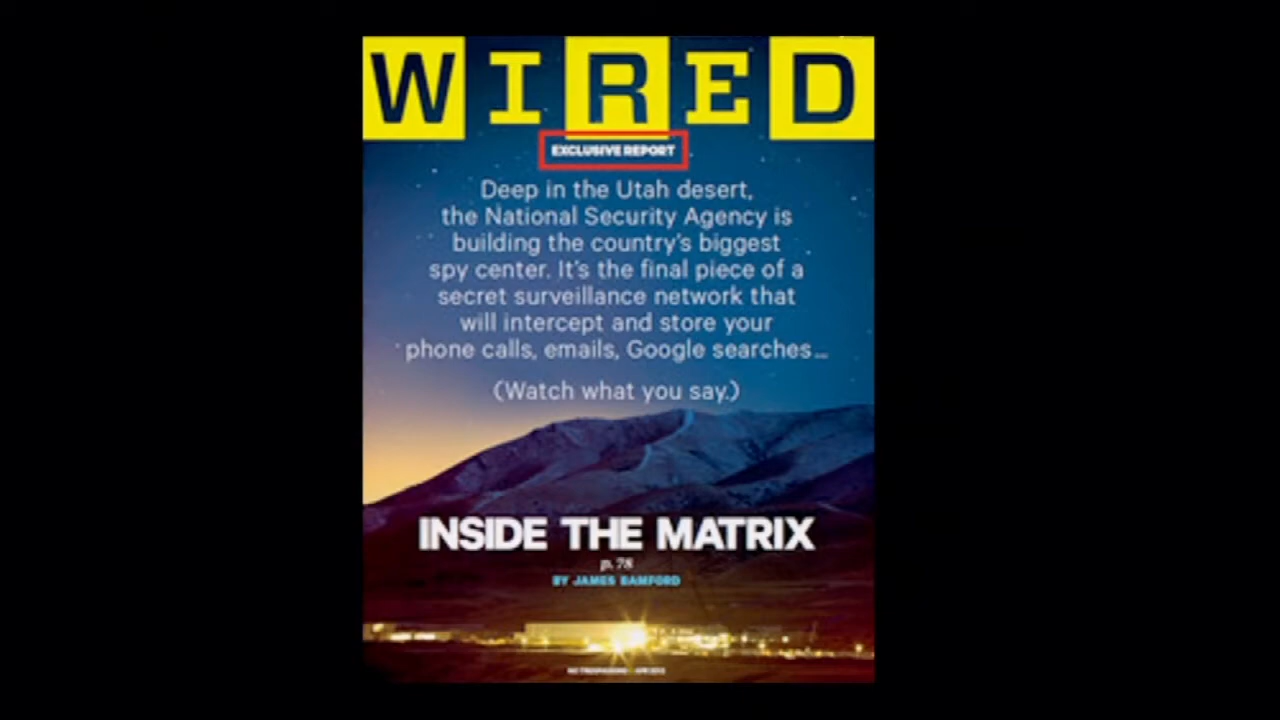 WIRED
EXCLUSIVE REPORT
Deep in the Utah desert,
the National Security Agency is
building the country's biggest
spy center. It's the final piece of a
secret surveillance network that
will intercept and store your
phone calls, emails, Google searches...
(Watch what you say.)
INSIDE THE MATRIX
p. 78
BY JAMES BAMFORD